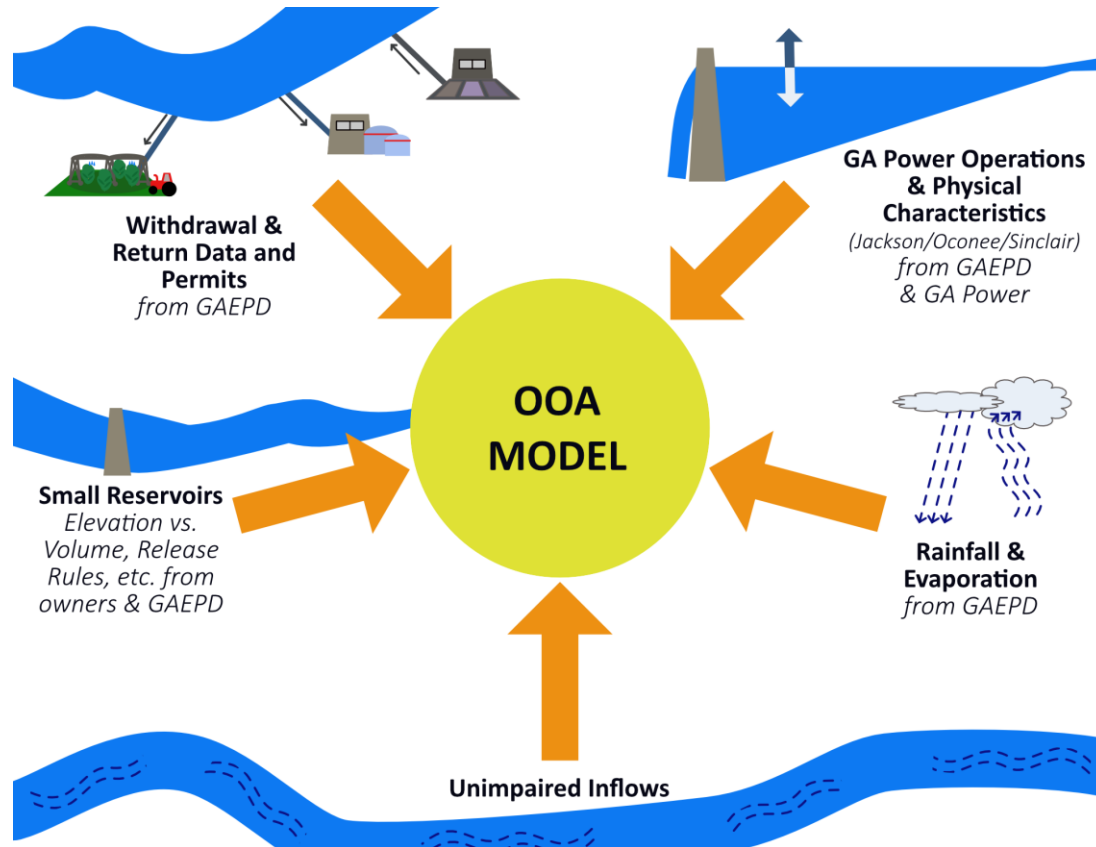 Withdrawal &
Return Data and
Permits
from GAEPD
GA Power Operations
& Physical
Characteristics
(Jackson/Oconee/Sinclair)
from GAEPD
& GA Power
OOA
MODEL
Small Reservoirs
Elevation vs.
Volume, Release
Rules, etc. from
owners & GAEPD
Rainfall &
Evaporation
from GAEPD
Unimpaired Inflows